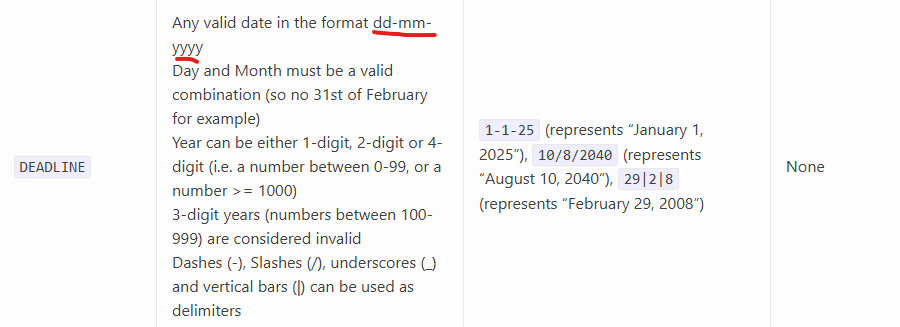 DEADLINE
Any valid date in the format dd-mm-
yyyy
Day and Month must be a valid
combination (so no 31st of February
for example)
Year can be either 1-digit, 2-digit or 4-
digit (i.e. a number between 0-99, or a
number >= 1000)
3-digit years (numbers between 100-
999) are considered invalid
Dashes (-), Slashes (/), underscores (_)
and vertical bars (|) can be used as
delimiters
1-1-25 (represents “January 1,
2025”), 10/8/2040 (represents
“August 10, 2040”), 29|2|8
(represents “February 29, 2008”)
None